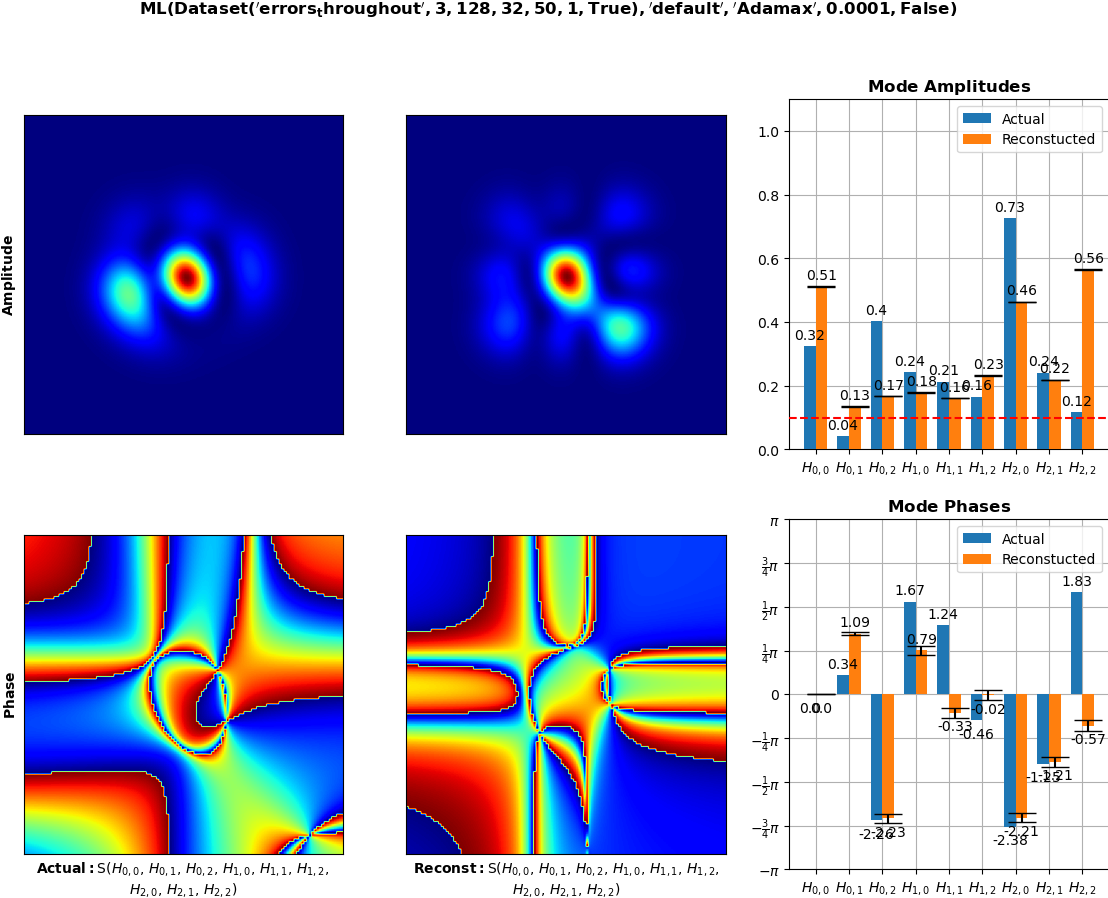 ML(Dataset('errors_throughout', 3, 128, 32, 50, 1, True), 'default', 'Adamax', 0.0001, False)
Amplitude
Mode Amplitudes
Actual
Reconstucted
1.0
0.8
0.6
0.4
0.2
0.0
0.32
0.51
0.04
0.13
0.4
0.17
0.24
0.18
0.21
0.16
0.16
0.23
0.73
0.46
0.24
0.22
0.12
0.56
H0,0 H0,1 H0,2 H1,0 H1,1 H1,2 H2,0 H2,1 H2,2
Phase
Mode Phases
Actual
Reconstucted
π
3/4π
1/2π
1/4π
0
−1/4π
−1/2π
−3/4π
−π
0.0
0.0
0.34
1.09
-2.23
1.67
0.79
1.24
-0.33
-0.46
-0.02
-2.38
-2.21
-1.21
1.83
-0.57
H0,0 H0,1 H0,2 H1,0 H1,1 H1,2 H2,0 H2,1 H2,2
Actual: S(H0,0, H0,1, H0,2, H1,0, H1,1, H1,2,
H2,0, H2,1, H2,2)
Reconst: S(H0,0, H0,1, H0,2, H1,0, H1,1, H1,2,
H2,0, H2,1, H2,2)